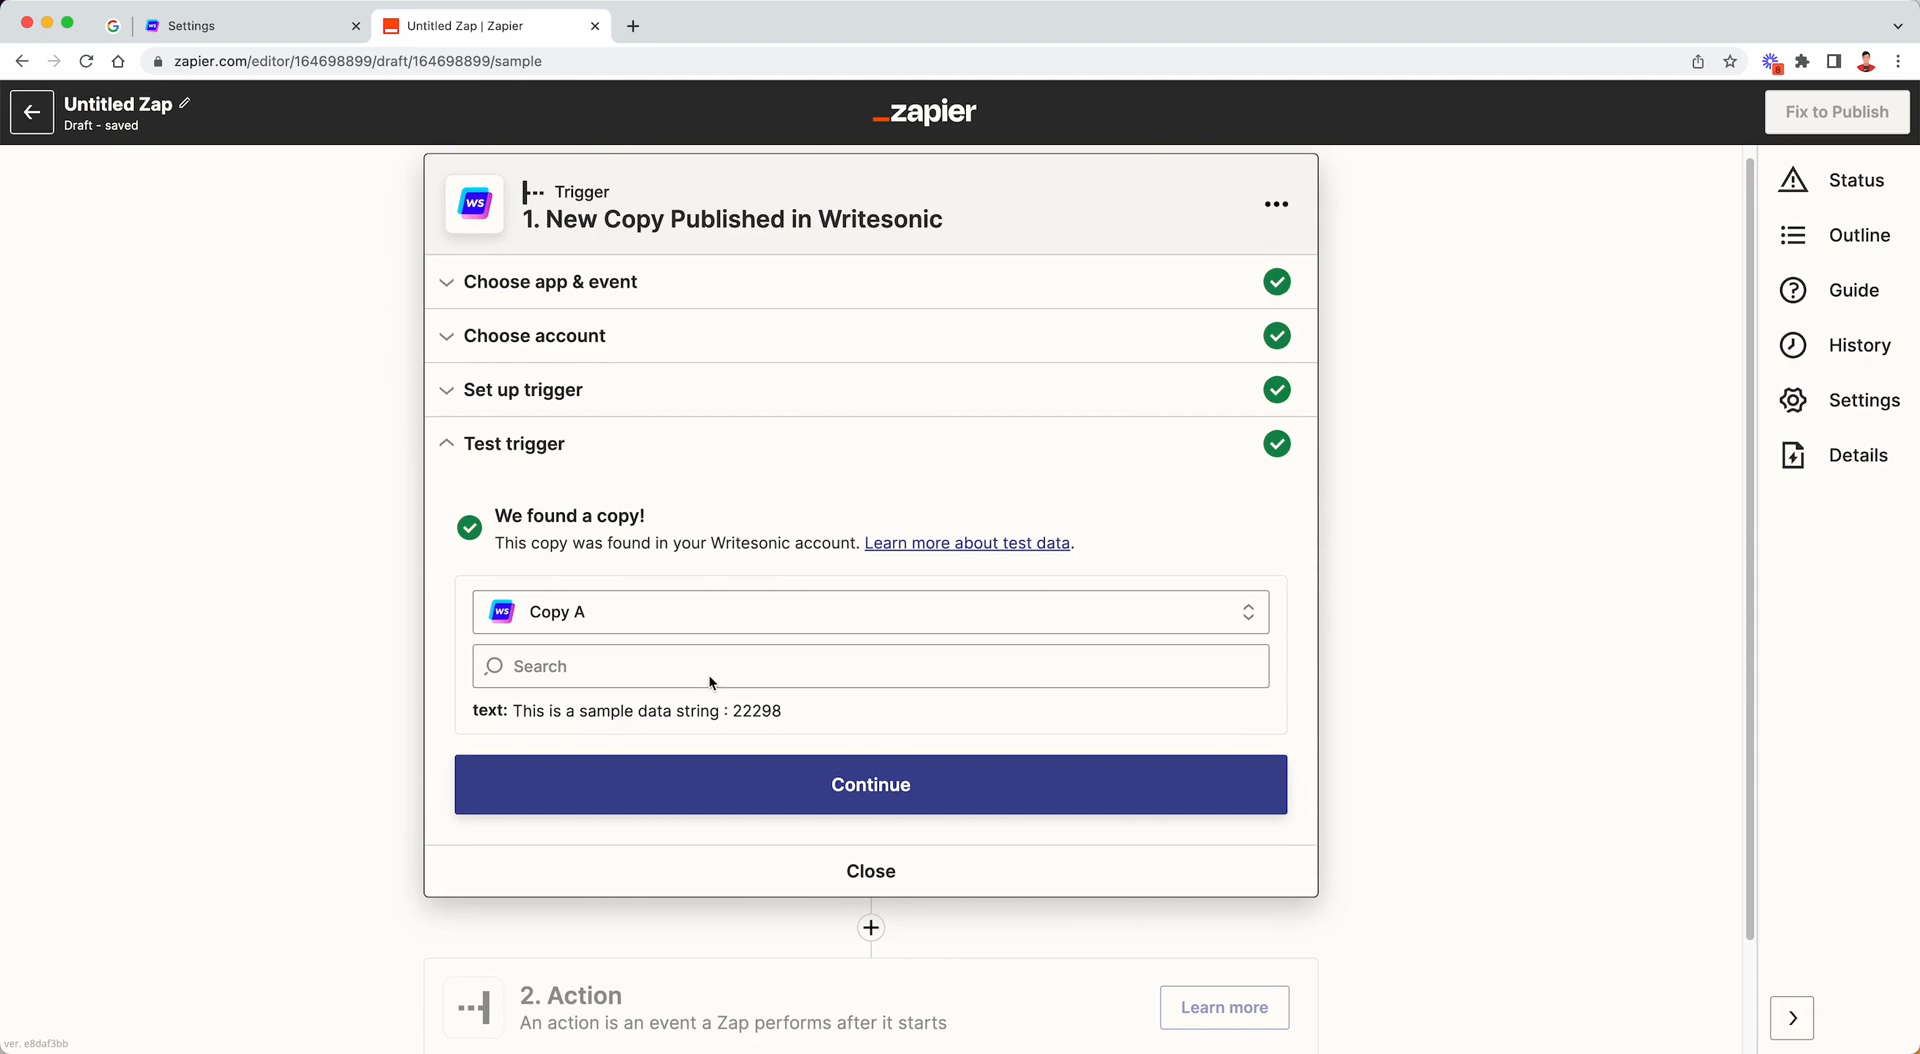 Settings
Untitled Zap | Zapier
zapier.com/editor/164698899/draft/164698899/sample
8
Untitled Zap
Draft - saved
zapier
Fix to Publish
ws
Trigger
1. New Copy Published in Writesonic
Choose app & event
Choose account
Set up trigger
Test trigger
We found a copy!
This copy was found in your Writesonic account. Learn more about test data.
ws
Copy A
Search
text: This is a sample data string : 22298
Continue
Close
2. Action
An action is an event a Zap performs after it starts
Learn more
Status
Outline
Guide
History
Settings
Details
ver. e8daf3bb